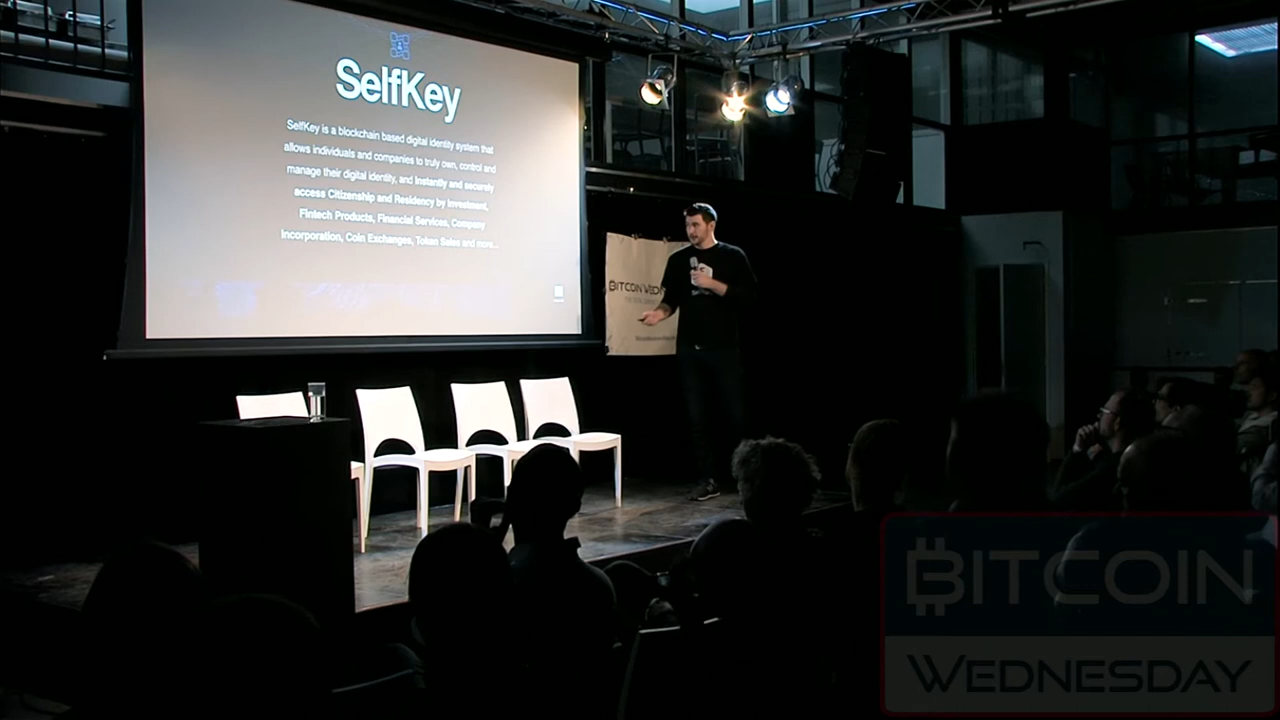 SelfKey
SelfKey is a blockchain based digital identity system that
allows individuals and companies to truly own, control and
manage their digital identity, and instantly and securely
access Citizenship and Residency by Investment,
Fintech Products, Financial Services, Company
Incorporation, Coin Exchanges, Token Sales and more...
BITCOIN WEDN
BITCOIN
WEDNESDAY